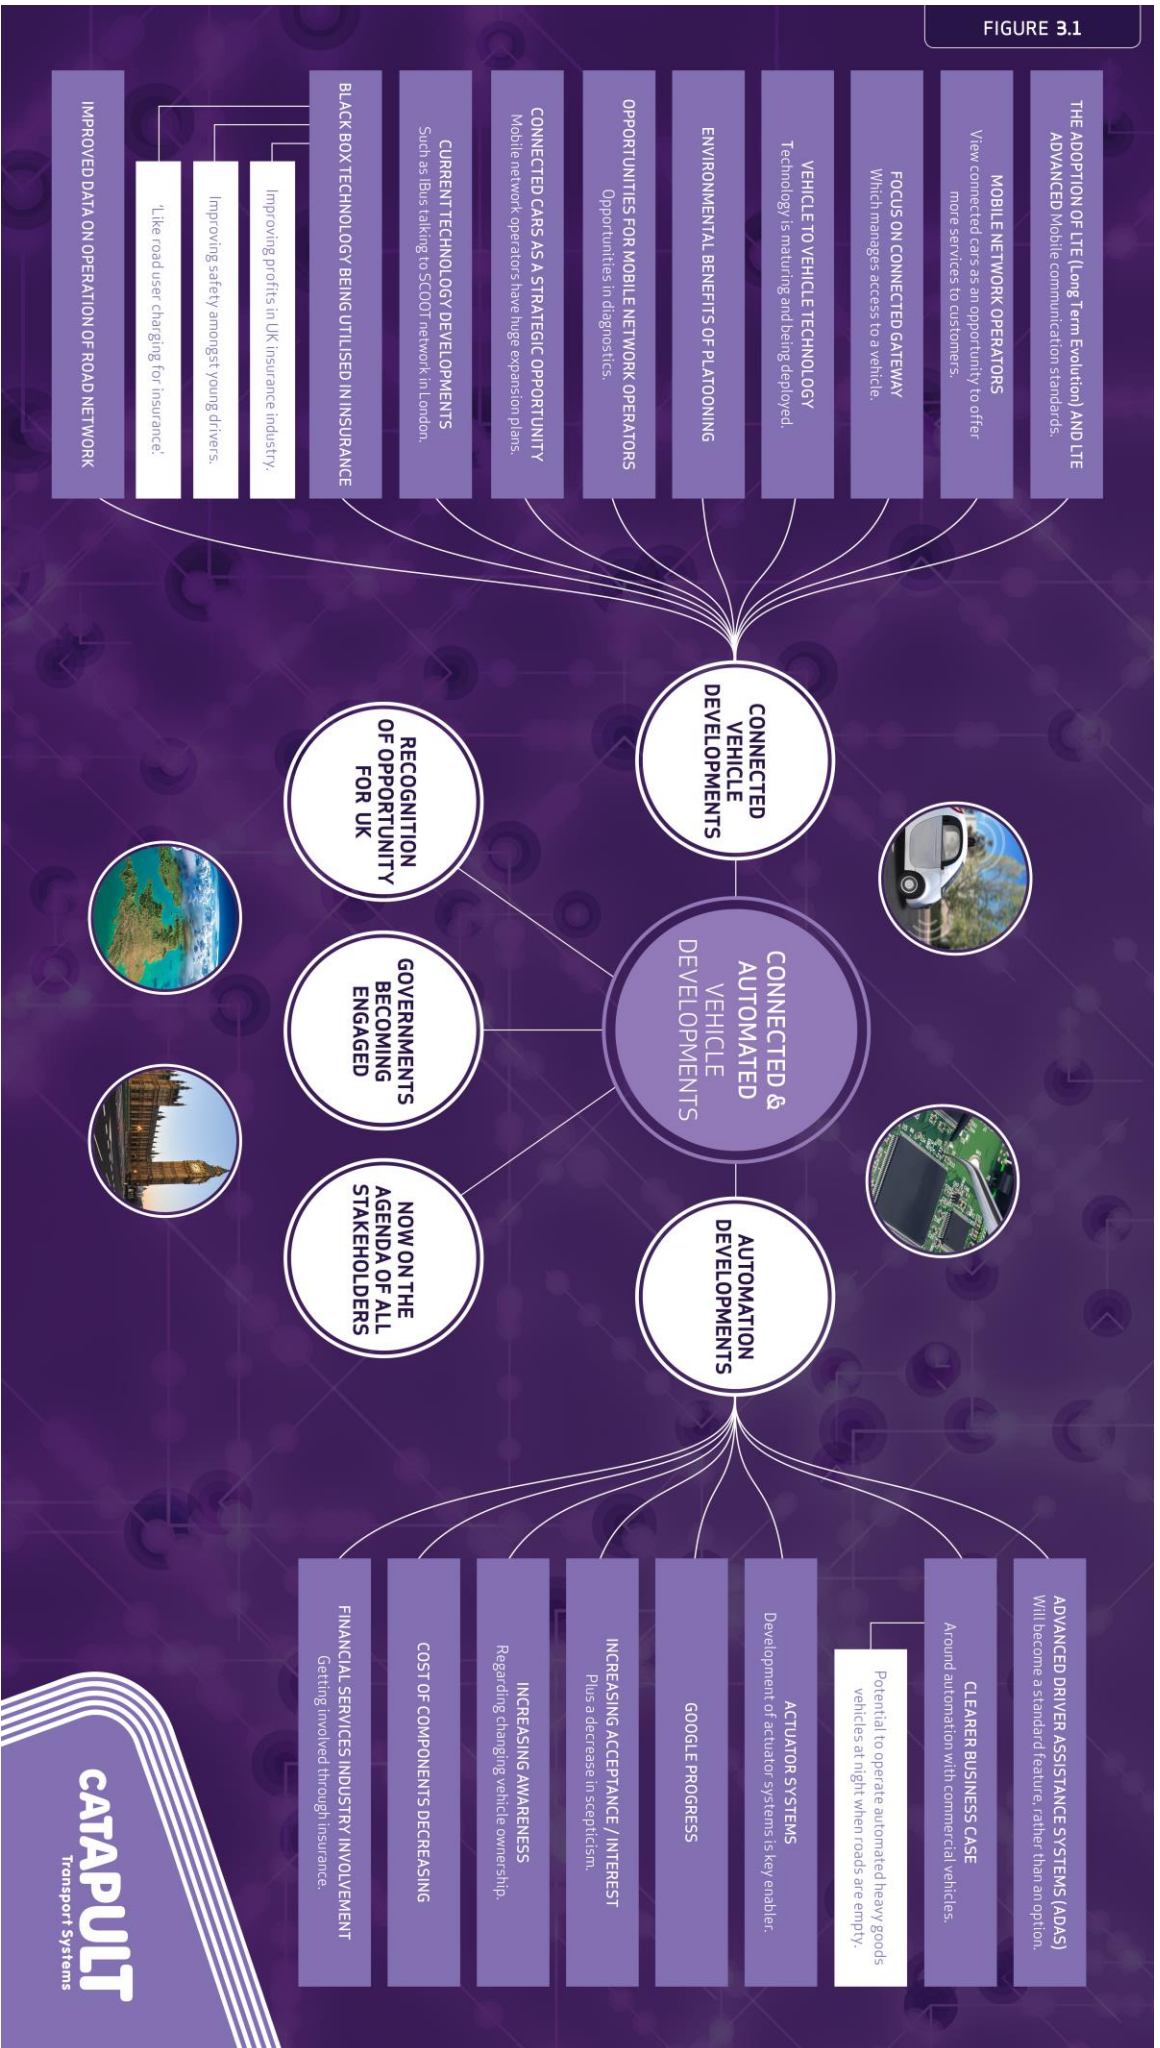 FIGURE 3.1
THE ADOPTION OF LTE (Long Term Evolution) AND LTE
ADVANCED Mobile communication standards.
MOBILE NETWORK OPERATORS
View connected cars as an opportunity to offer
more services to customers.
FOCUS ON CONNECTED GATEWAY
Which manages access to a vehicle.
VEHICLE TO VEHICLE TECHNOLOGY
Technology is maturing and being deployed.
ENVIRONMENTAL BENEFITS OF PLATOONING
OPPORTUNITIES FOR MOBILE NETWORK OPERATORS
Opportunities in diagnostics.
CONNECTED CARS AS A STRATEGIC OPPORTUNITY
Mobile network operators have huge expansion plans.
CURRENT TECHNOLOGY DEVELOPMENTS
Such as IBus talking to SCOOT network in London.
BLACK BOX TECHNOLOGY BEING UTILISED IN INSURANCE
Improving profits in UK insurance industry.
Improving safety amongst young drivers.
'Like road user charging for insurance'.
IMPROVED DATA ON OPERATION OF ROAD NETWORK
CONNECTED
VEHICLE
DEVELOPMENTS
CONNECTED &
AUTOMATED
VEHICLE
DEVELOPMENTS
AUTOMATION
DEVELOPMENTS
RECOGNITION
OF OPPORTUNITY
FOR UK
GOVERNMENTS
BECOMING
ENGAGED
NOW ON THE
AGENDA OF ALL
STAKEHOLDERS
ADVANCED DRIVER ASSISTANCE SYSTEMS (ADAS)
Will become a standard feature, rather than an option.
CLEARER BUSINESS CASE
Around automation with commercial vehicles.
Potential to operate automated heavy goods
vehicles at night when roads are empty.
ACTUATOR SYSTEMS
Development of actuator systems is key enabler.
GOOGLE PROGRESS
INCREASING ACCEPTANCE / INTEREST
Plus a decrease in scepticism.
INCREASING AWARENESS
Regarding changing vehicle ownership.
COST OF COMPONENTS DECREASING
FINANCIAL SERVICES INDUSTRY INVOLVEMENT
Getting involved through insurance.
CATAPULT
Transport Systems